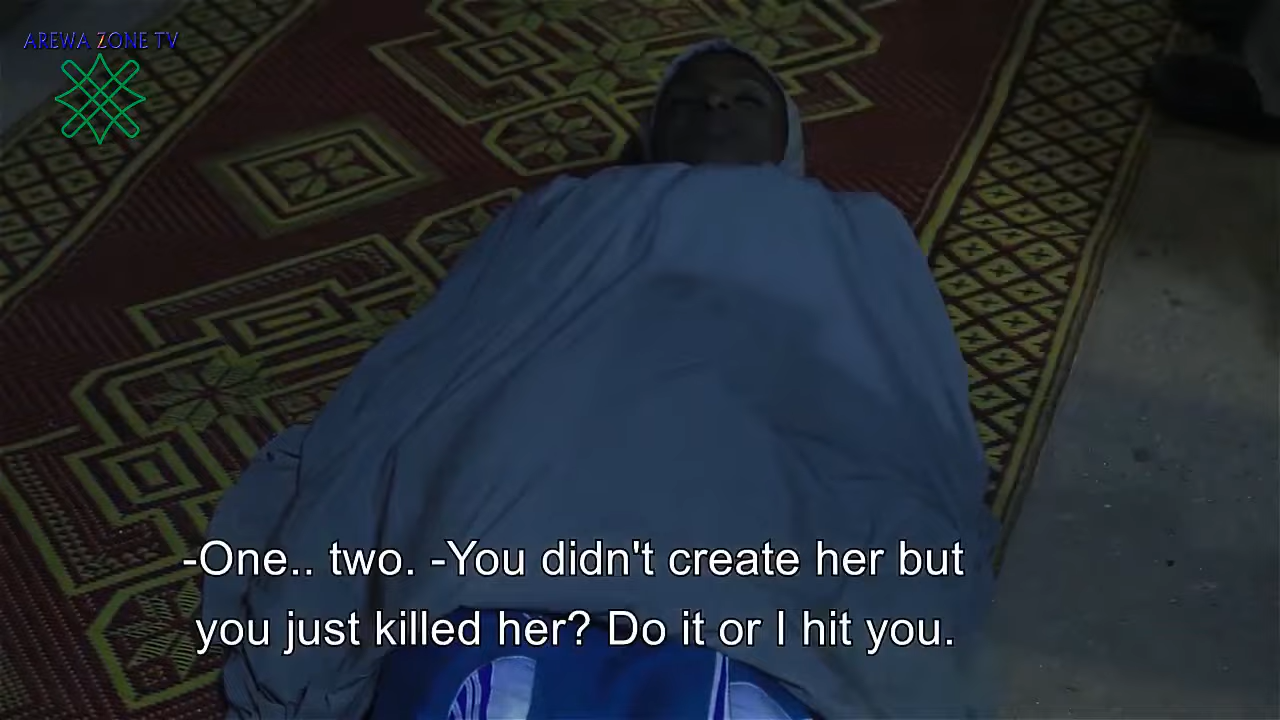 AREWA ZONE TV
-One.. two. -You didn't create her but
you just killed her? Do it or I hit you.